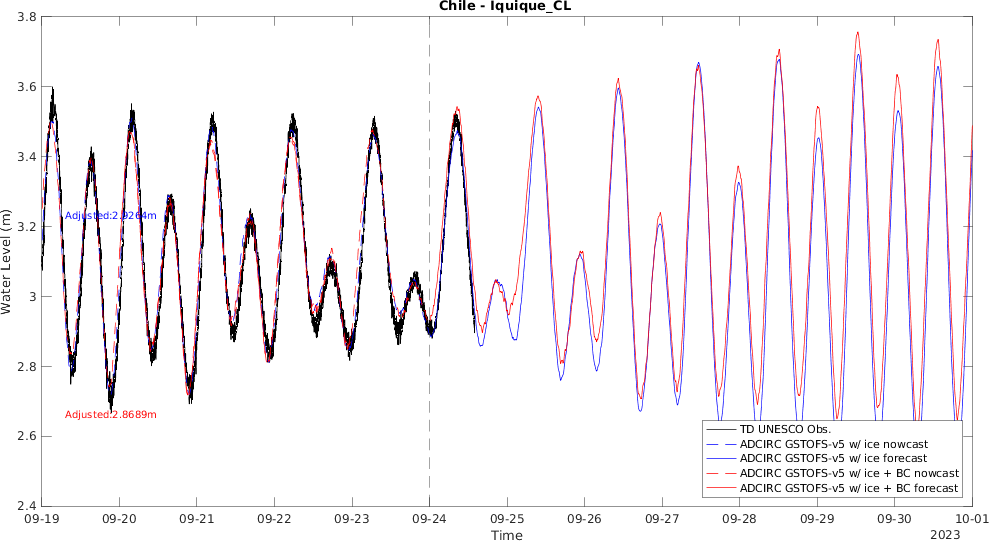 Chile - Iquique_CL
3.8
3.6
3.4
3.2
3
2.8
2.6
2.4
Water Level (m)
Adjusted:2.9264m
Adjusted:2.8689m
TD UNESCO Obs.
ADCIRC GSTOFS-v5 w/ ice nowcast
ADCIRC GSTOFS-v5 w/ ice forecast
ADCIRC GSTOFS-v5 w/ ice + BC nowcast
ADCIRC GSTOFS-v5 w/ ice + BC forecast
09-19 09-20 09-21 09-22 09-23 09-24 09-25 09-26 09-27 09-28 09-29 09-30 10-01
Time
2023